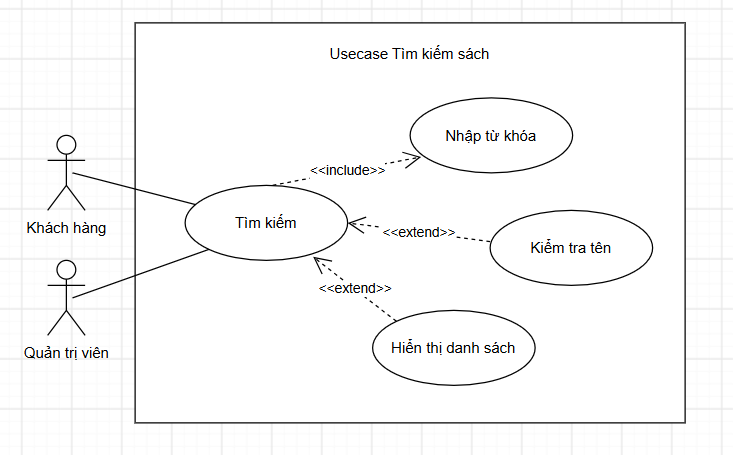 Usecase Tìm kiếm sách
Nhập từ khóa
<<include>>
Khách hàng
Tìm kiếm
<<extend>>
Kiểm tra tên
<<extend>>
Quản trị viên
Hiển thị danh sách